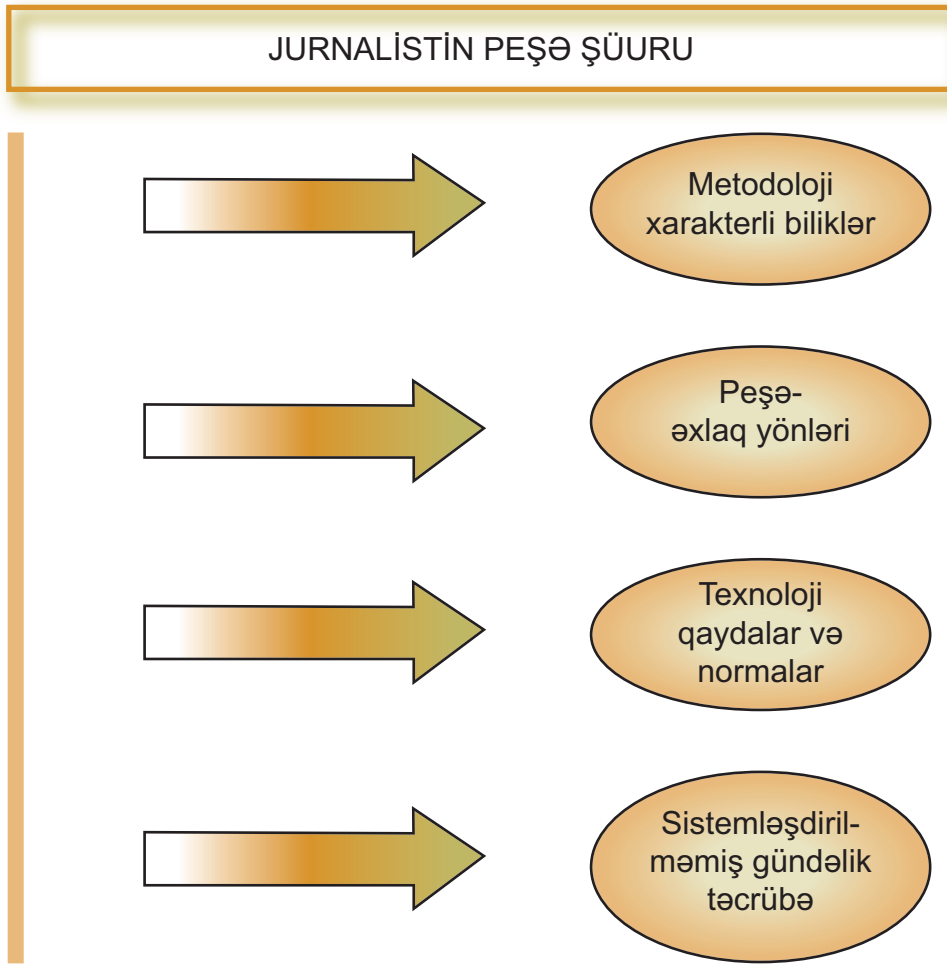 JURNALİSTİN PEŞƏ ŞÜURU
Metodoloji
xarakterli biliklər
Peşə-
əxlaq yönləri
Texnoloji
qaydalar və
normalar
Sistemləşdiril-
məmiş gündəlik
təcrübə